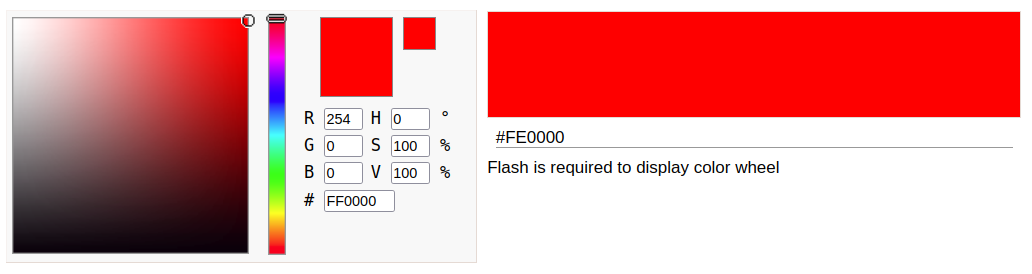 R 254 H 0 °
G 0 S 100 %
B 0 V 100 %
# FF0000
#FE0000
Flash is required to display color wheel